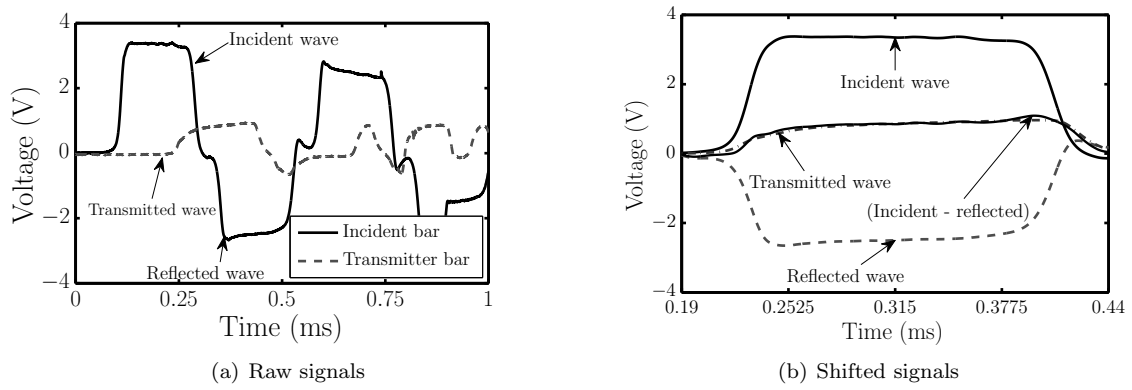 4
2
0
−2
−4
Voltage (V)
Incident wave
Transmitted wave
Reflected wave
Incident bar
Transmitter bar
0
0.25
0.5
0.75
1
Time (ms)
(a) Raw signals
4
2
0
−2
−4
Voltage (V)
Incident wave
Transmitted wave
(Incident - reflected)
Reflected wave
0.19
0.2525
0.315
0.3775
0.44
Time (ms)
(b) Shifted signals